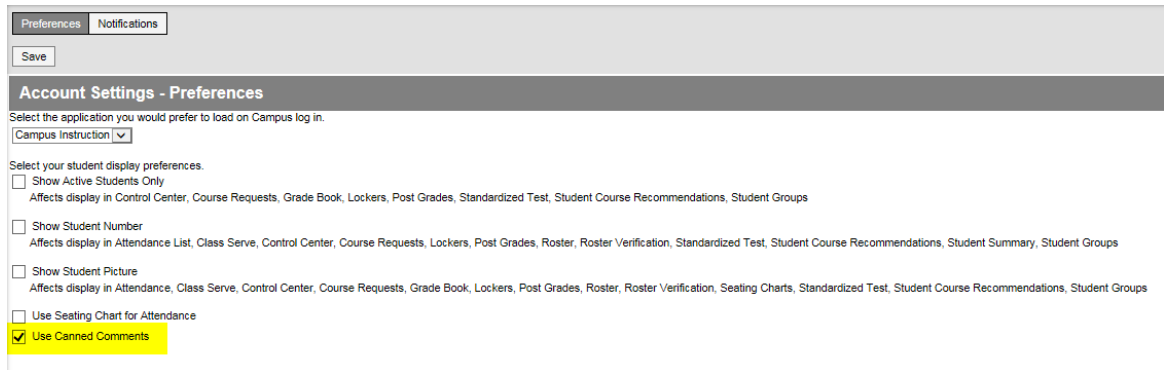 Preferences Notifications
Save
Account Settings - Preferences
Select the application you would prefer to load on Campus log in.
Campus Instruction
Select your student display preferences.
Show Active Students Only
Affects display in Control Center, Course Requests, Grade Book, Lockers, Post Grades, Standardized Test, Student Course Recommendations, Student Groups
Show Student Number
Affects display in Attendance List, Class Serve, Control Center, Course Requests, Lockers, Post Grades, Roster, Roster Verification, Standardized Test, Student Course Recommendations, Student Summary, Student Groups
Show Student Picture
Affects display in Attendance, Class Serve, Control Center, Course Requests, Grade Book, Lockers, Post Grades, Roster, Roster Verification, Seating Charts, Standardized Test, Student Course Recommendations, Student Groups
Use Seating Chart for Attendance
Use Canned Comments